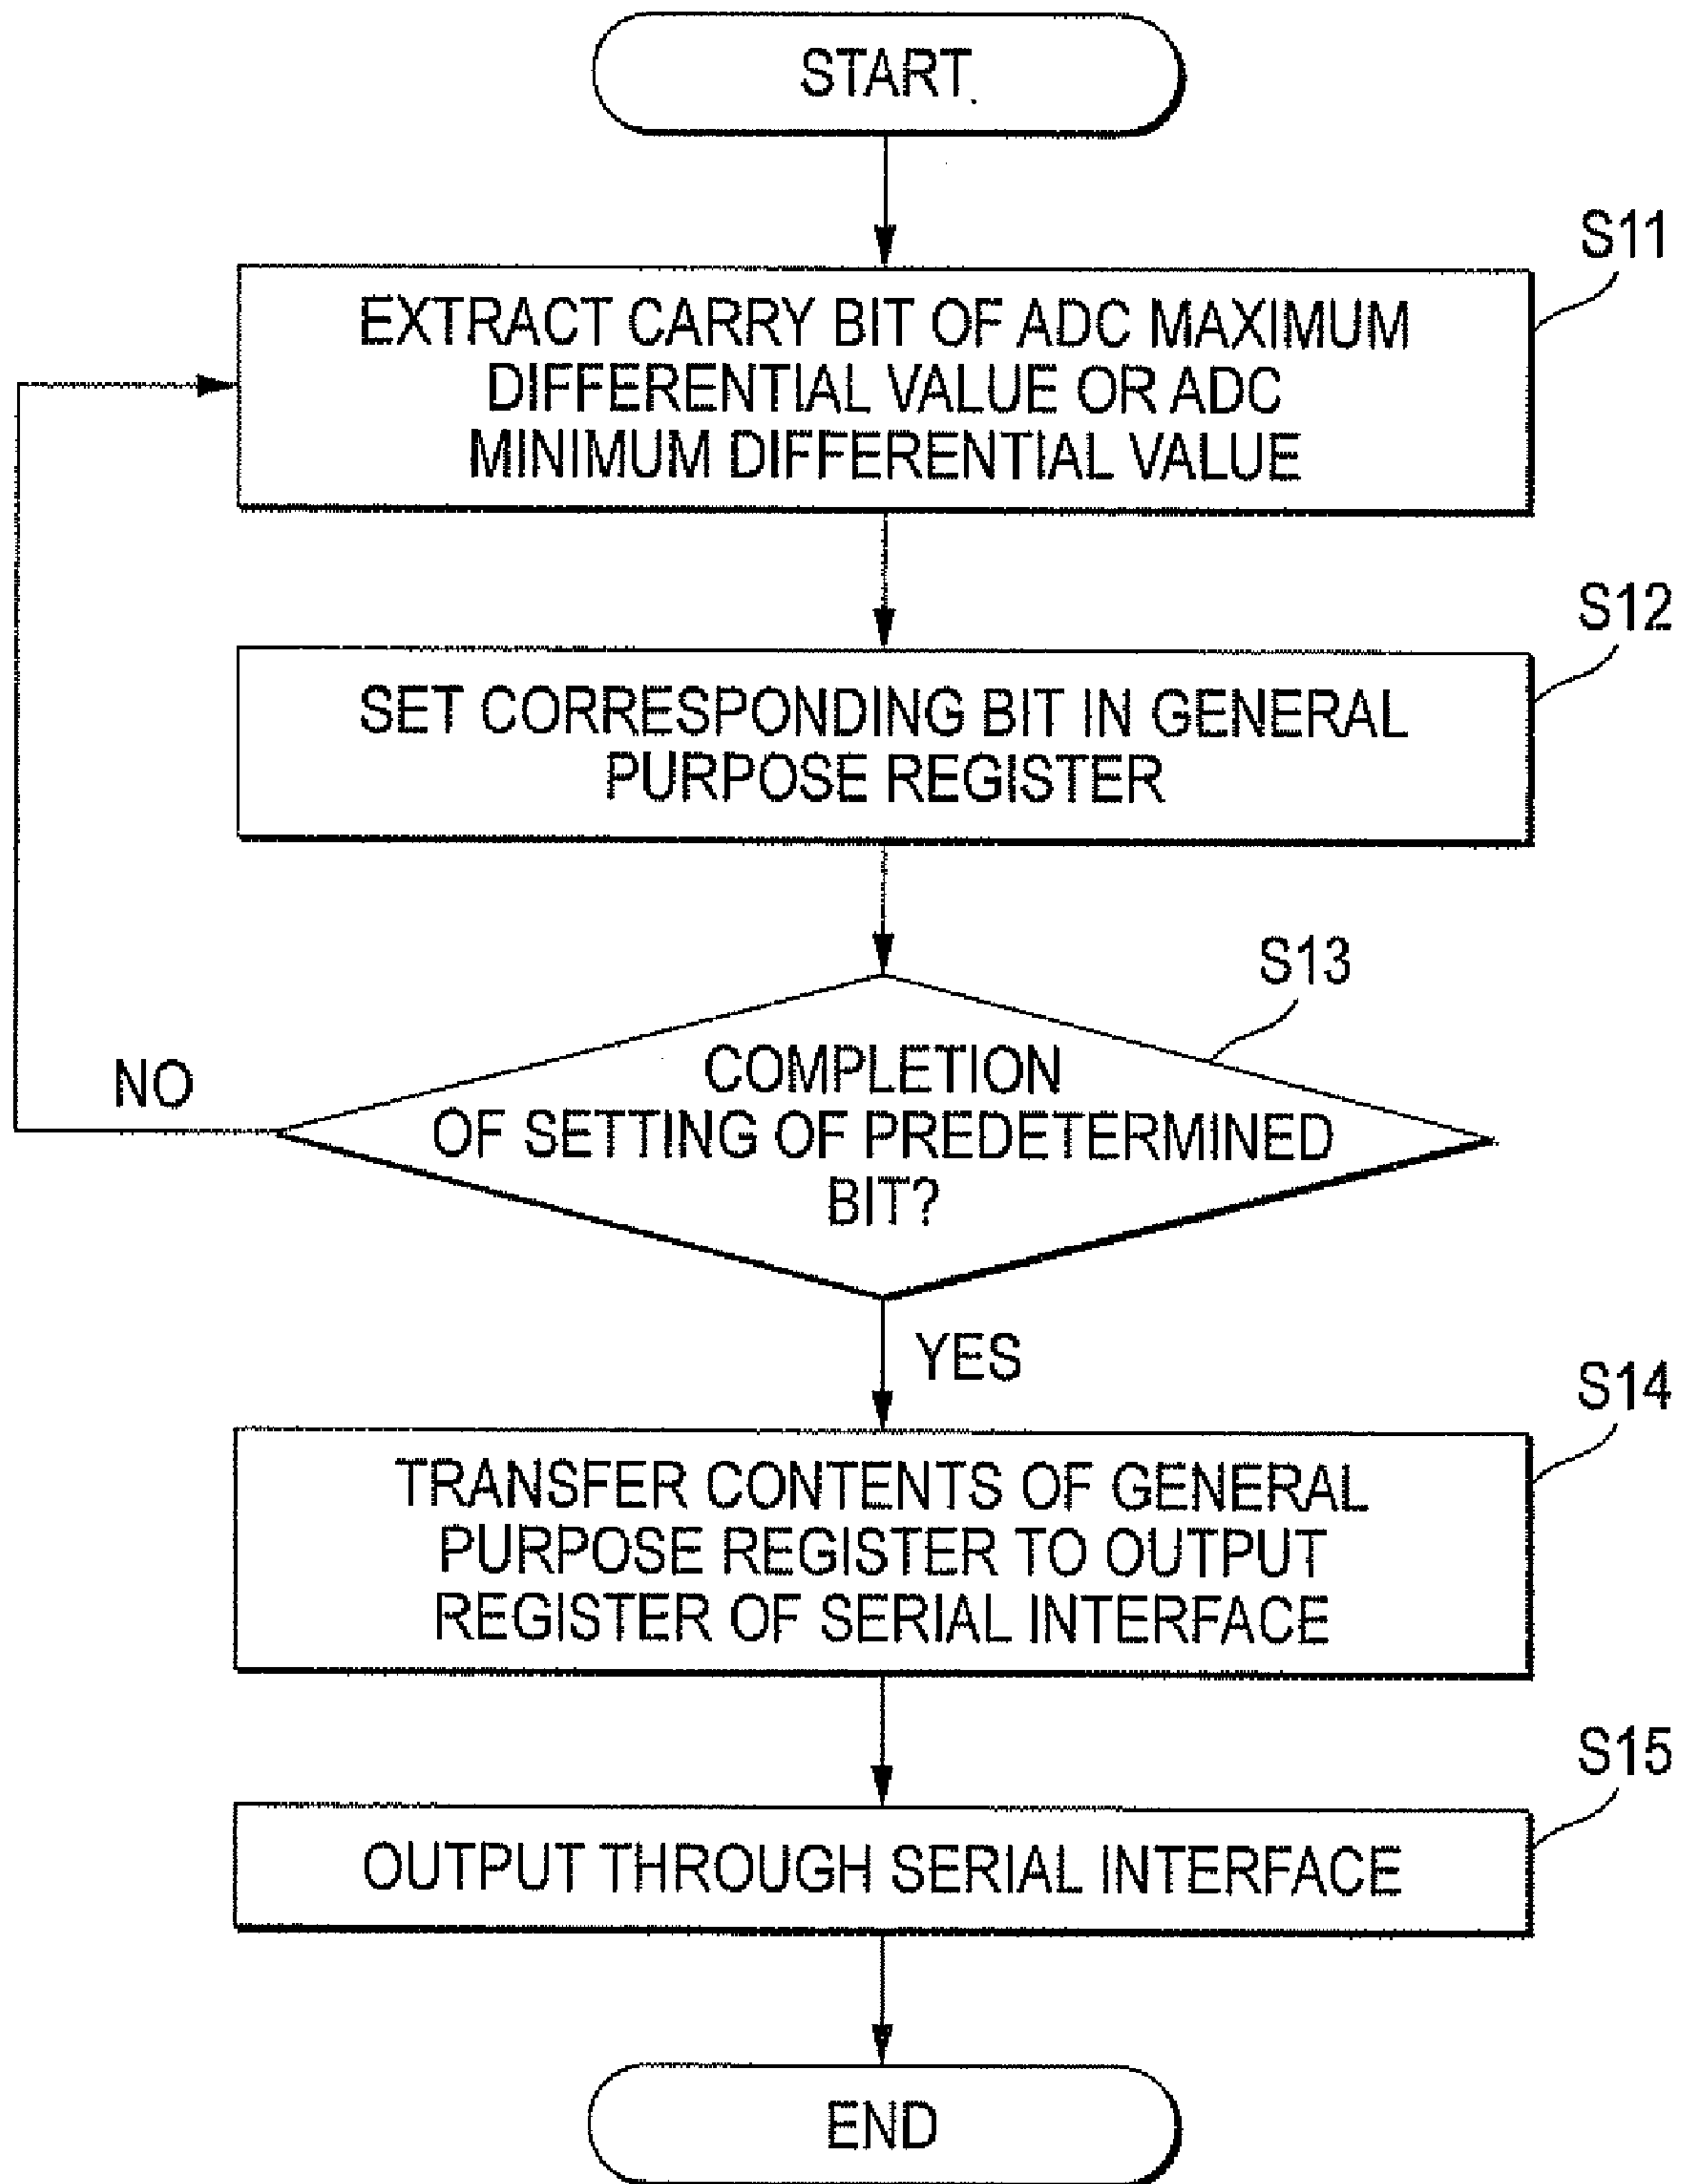 START
S11
EXTRACT CARRY BIT OF ADC MAXIMUM
DIFFERENTIAL VALUE OR ADC
MINIMUM DIFFERENTIAL VALUE
S12
SET CORRESPONDING BIT IN GENERAL
PURPOSE REGISTER
S13
COMPLETION
OF SETTING OF PREDETERMINED
BIT?
NO
YES
S14
TRANSFER CONTENTS OF GENERAL
PURPOSE REGISTER TO OUTPUT
REGISTER OF SERIAL INTERFACE
S15
OUTPUT THROUGH SERIAL INTERFACE
END